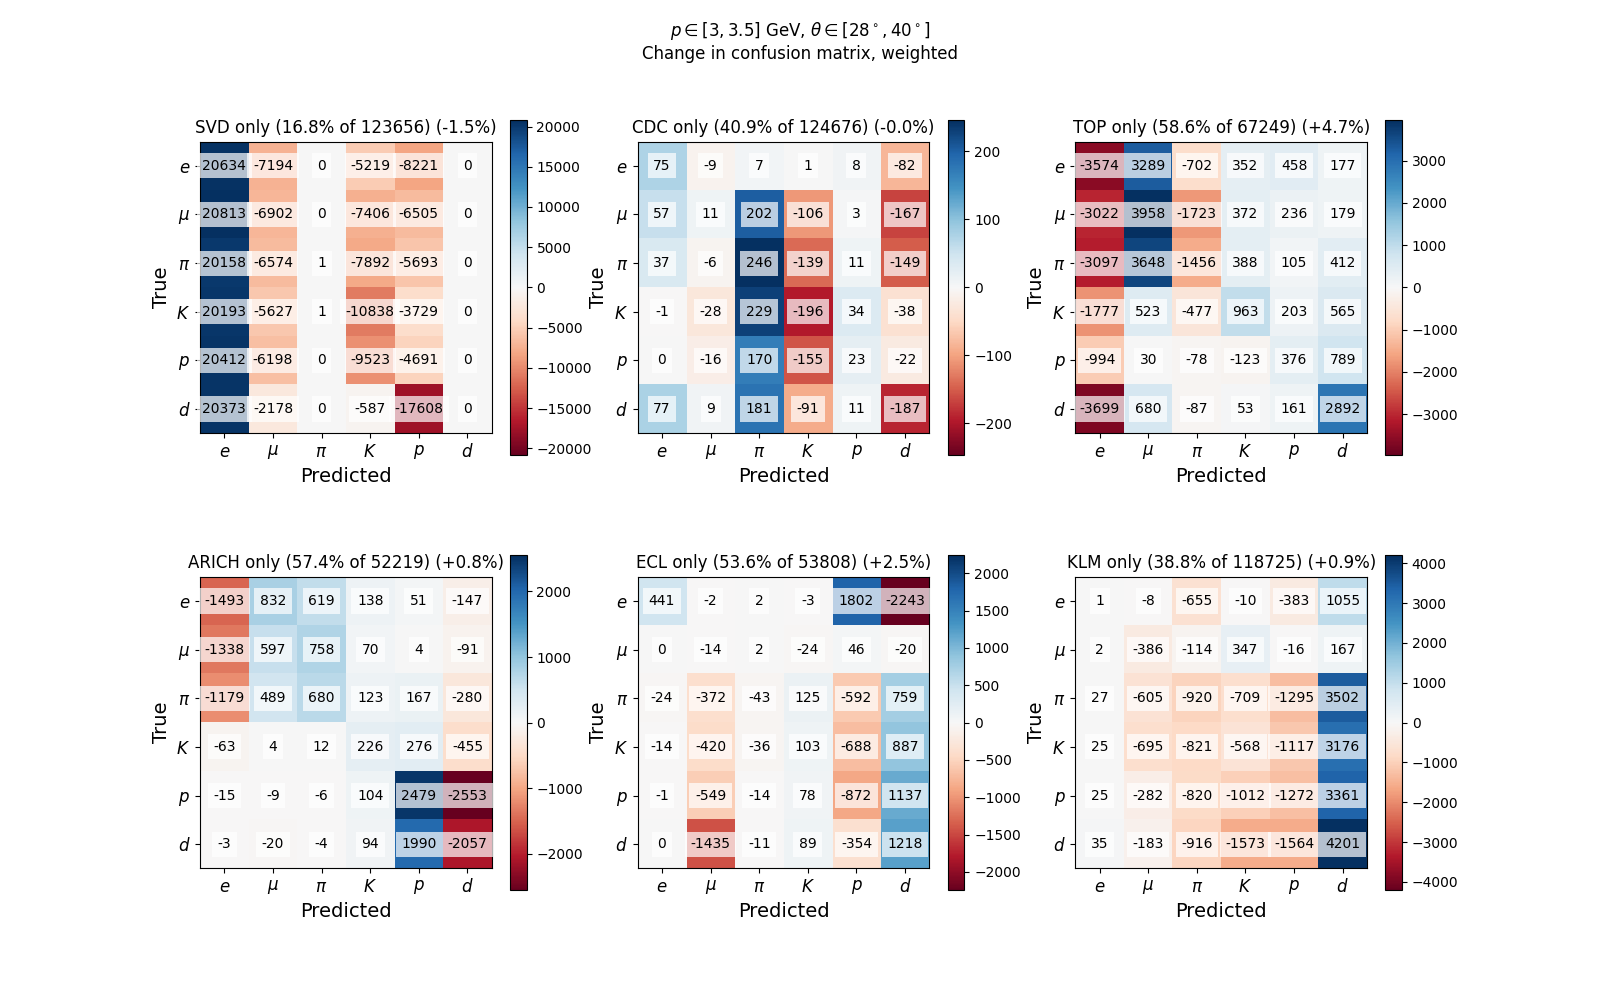 p ∈ [3, 3.5] GeV, θ ∈ [28°, 40°]
Change in confusion matrix, weighted
SVD only (16.8% of 123656) (-1.5%)
True
e 20634 -7194 0 -5219 -8221 0
μ 20813 -6902 0 -7406 -6505 0
π 20158 -6574 1 -7892 -5693 0
K 20193 -5627 1 -10838 -3729 0
p 20412 -6198 0 -9523 -4691 0
d 20373 -2178 0 -587 -17608 0
e μ π K p d
Predicted
20000
15000
10000
5000
0
−5000
−10000
−15000
−20000
CDC only (40.9% of 124676) (-0.0%)
True
e 75 -9 7 1 8 -82
μ 57 11 202 -106 3 -167
π 37 -6 246 -139 11 -149
K -1 -28 229 -196 34 -38
p 0 -16 170 -155 23 -22
d 77 9 181 -91 11 -187
e μ π K p d
Predicted
200
100
0
−100
−200
TOP only (58.6% of 67249) (+4.7%)
True
e -3574 3289 -702 352 458 177
μ -3022 3958 -1723 372 236 179
π -3097 3648 -1456 388 105 412
K -1777 523 -477 963 203 565
p -994 30 -78 -123 376 789
d -3699 680 -87 53 161 2892
e μ π K p d
Predicted
3000
2000
1000
0
−1000
−2000
−3000
ARICH only (57.4% of 52219) (+0.8%)
True
e -1493 832 619 138 51 -147
μ -1338 597 758 70 4 -91
π -1179 489 680 123 167 -280
K -63 4 12 226 276 -455
p -15 -9 -6 104 2479 -2553
d -3 -20 -4 94 1990 -2057
e μ π K p d
Predicted
2000
1000
0
−1000
−2000
ECL only (53.6% of 53808) (+2.5%)
True
e 441 -2 2 -3 1802 -2243
μ 0 -14 2 -24 46 -20
π -24 -372 -43 125 -592 759
K -14 -420 -36 103 -688 887
p -1 -549 -14 78 -872 1137
d 0 -1435 -11 89 -354 1218
e μ π K p d
Predicted
2000
1500
1000
500
0
−500
−1000
−1500
−2000
KLM only (38.8% of 118725) (+0.9%)
True
e 1 -8 -655 -10 -383 1055
μ 2 -386 -114 347 -16 167
π 27 -605 -920 -709 -1295 3502
K 25 -695 -821 -568 -1117 3176
p 25 -282 -820 -1012 -1272 3361
d 35 -183 -916 -1573 -1564 4201
e μ π K p d
Predicted
4000
3000
2000
1000
0
−1000
−2000
−3000
−4000